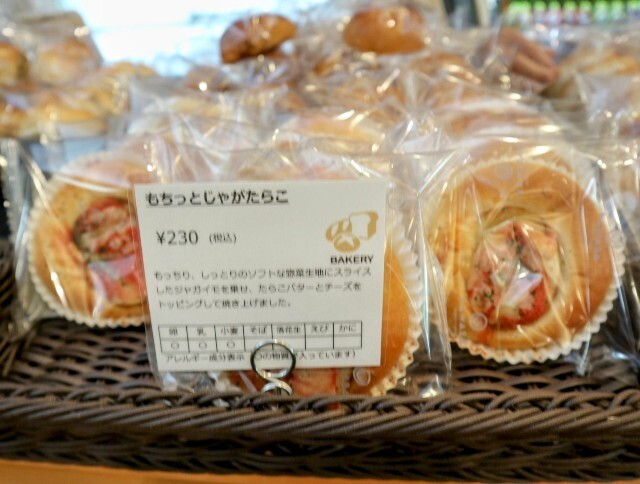 もちっとじゃがたらこ
¥230 (税込)
BAKERY
もっちり、しっとりのソフトな惣菜生地にスライス
したジャガイモを乗せ、たらこバターとチーズを
トッピングして焼き上げました。
卵 乳 小麦 そば 落花生 えび かに
○ ○ ○
アレルギー成分表示 (○の物質が入っています)